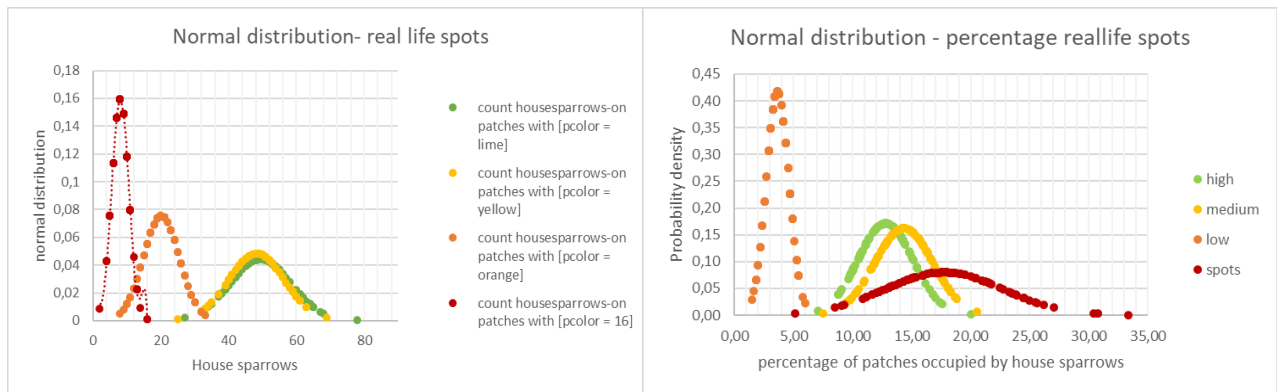 Normal distribution- real life spots
0,18
0,16
0,14
0,12
0,1
0,08
0,06
0,04
0,02
0
normal distribution
0 20 40 60 80
House sparrows
count housesparrows-on
patches with [pcolor =
lime]
count housesparrows-on
patches with [pcolor =
yellow]
count housesparrows-on
patches with [pcolor =
orange]
count housesparrows-on
patches with [pcolor = 16]
Normal distribution - percentage reallife spots
0,45
0,40
0,35
0,30
0,25
0,20
0,15
0,10
0,05
0,00
Probability density
0,00 5,00 10,00 15,00 20,00 25,00 30,00 35,00
percentage of patches occupied by house sparrows
high
medium
low
spots